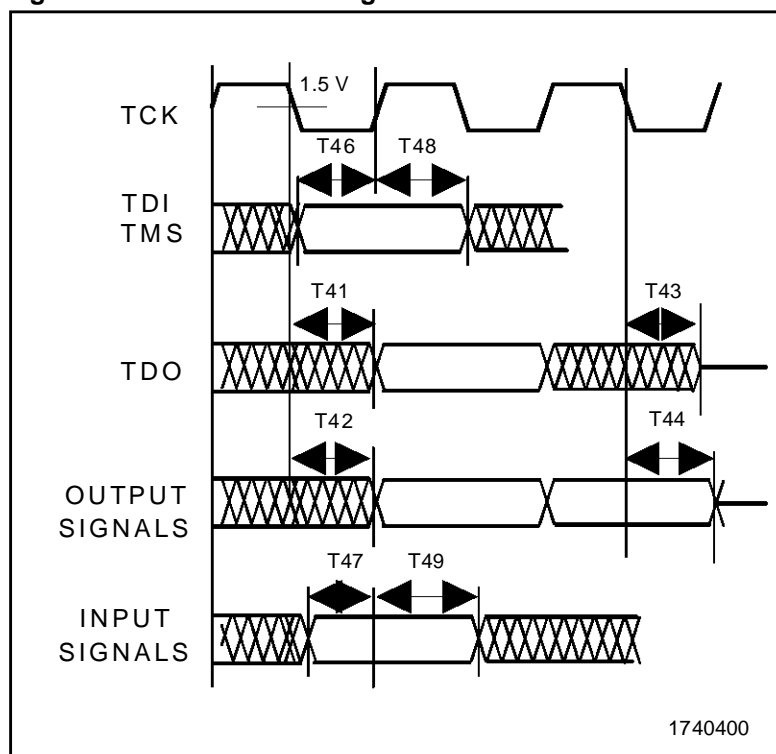 1.5 V
TCK
T46 T48
TDI
TMS
T41 T43
TDO
T42 T44
OUTPUT
SIGNALS
T47 T49
INPUT
SIGNALS
1740400